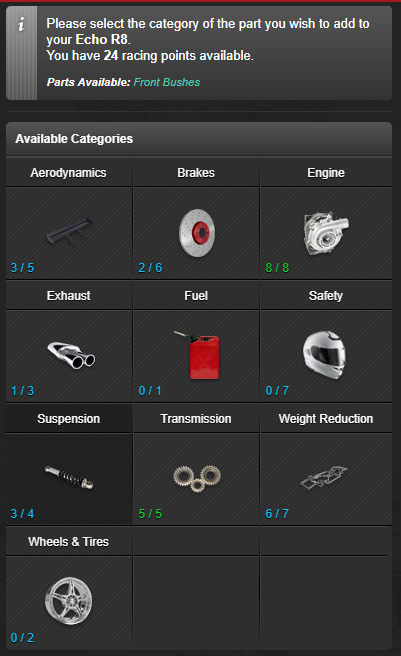 i
Please select the category of the part you wish to add to
your Echo R8.
You have 24 racing points available.
Parts Available: Front Bushes
Available Categories
Aerodynamics
Brakes
Engine
3 / 5
2 / 6
8 / 8
Exhaust
Fuel
Safety
1 / 3
0 / 1
0 / 7
Suspension
Transmission
Weight Reduction
3 / 4
5 / 5
6 / 7
Wheels & Tires
0 / 2